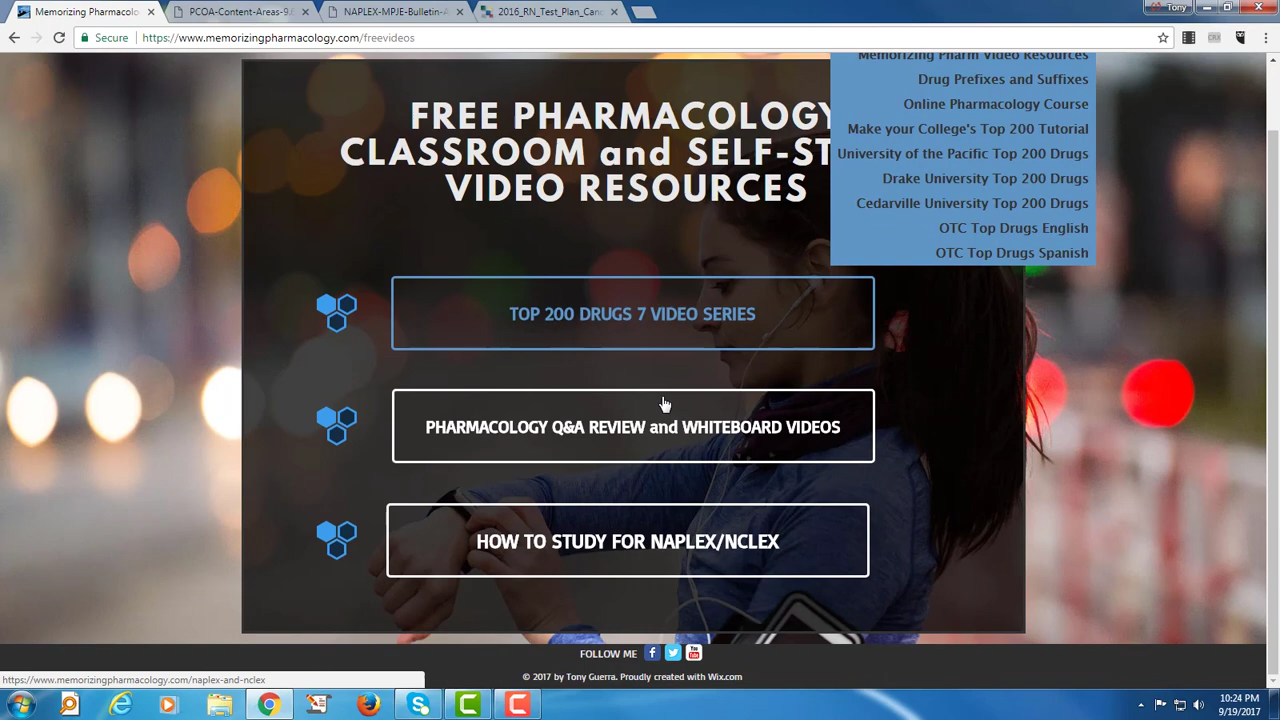 Memorizing Pharmacolo
PCOA-Content-Areas-9.
NAPLEX-MPJE-Bulletin-
2016_RN_Test_Plan_Can
Tony
Secure
https://www.memorizingpharmacology.com/freevideos
Memorizing Pharm Video Resources
Drug Prefixes and Suffixes
Online Pharmacology Course
Make your College's Top 200 Tutorial
University of the Pacific Top 200 Drugs
Drake University Top 200 Drugs
Cedarville University Top 200 Drugs
OTC Top Drugs English
OTC Top Drugs Spanish
FREE PHARMACOLOGY
CLASSROOM and SELF-ST
VIDEO RESOURCES
TOP 200 DRUGS 7 VIDEO SERIES
PHARMACOLOGY Q&A REVIEW and WHITEBOARD VIDEOS
HOW TO STUDY FOR NAPLEX/NCLEX
FOLLOW ME
You Tube
© 2017 by Tony Guerra. Proudly created with Wix.com
https://www.memorizingpharmacology.com/naplex-and-nclex
10:24 PM
9/19/2017